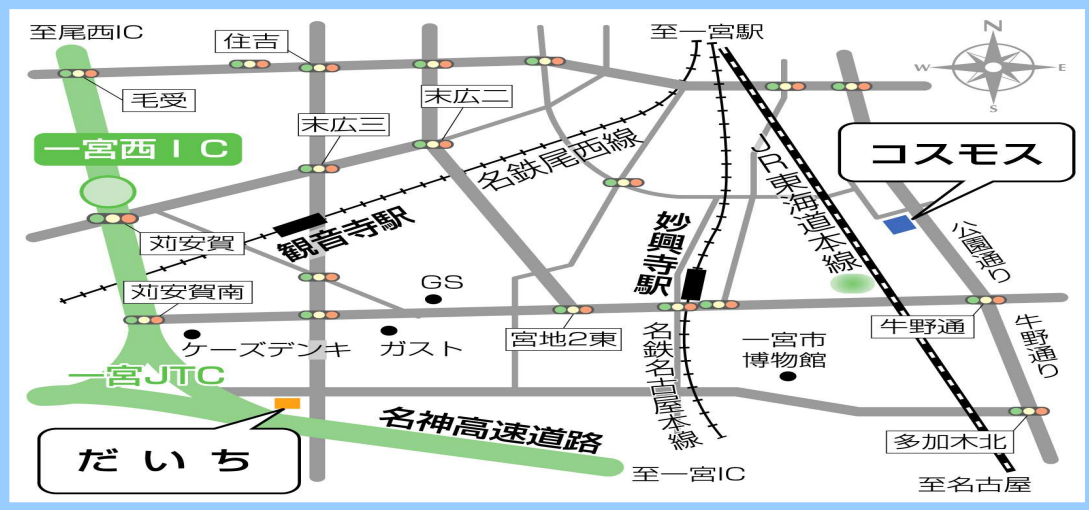 至尾西IC
住吉
至一宮駅
N
W
E
S
毛受
末広二
末広三
一宮西IC
名鉄尾西線
コスモス
JR東海道本線
苅安賀
観音寺駅
妙興寺駅
公園通り
苅安賀南
GS
ケーズデンキ
ガスト
宮地2東
名鉄名古屋本線
一宮市
博物館
牛野通
牛野通り
一宮JTC
名神高速道路
多加木北
だいち
至一宮IC
至名古屋